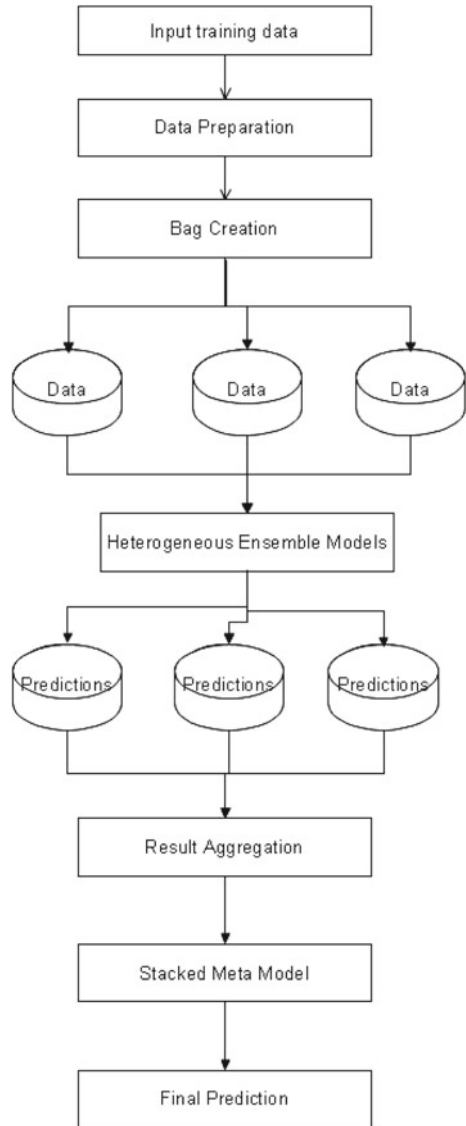 Input training data
Data Preparation
Bag Creation
Data Data Data
Heterogeneous Ensemble Models
Predictions Predictions Predictions
Result Aggregation
Stacked Meta Model
Final Prediction